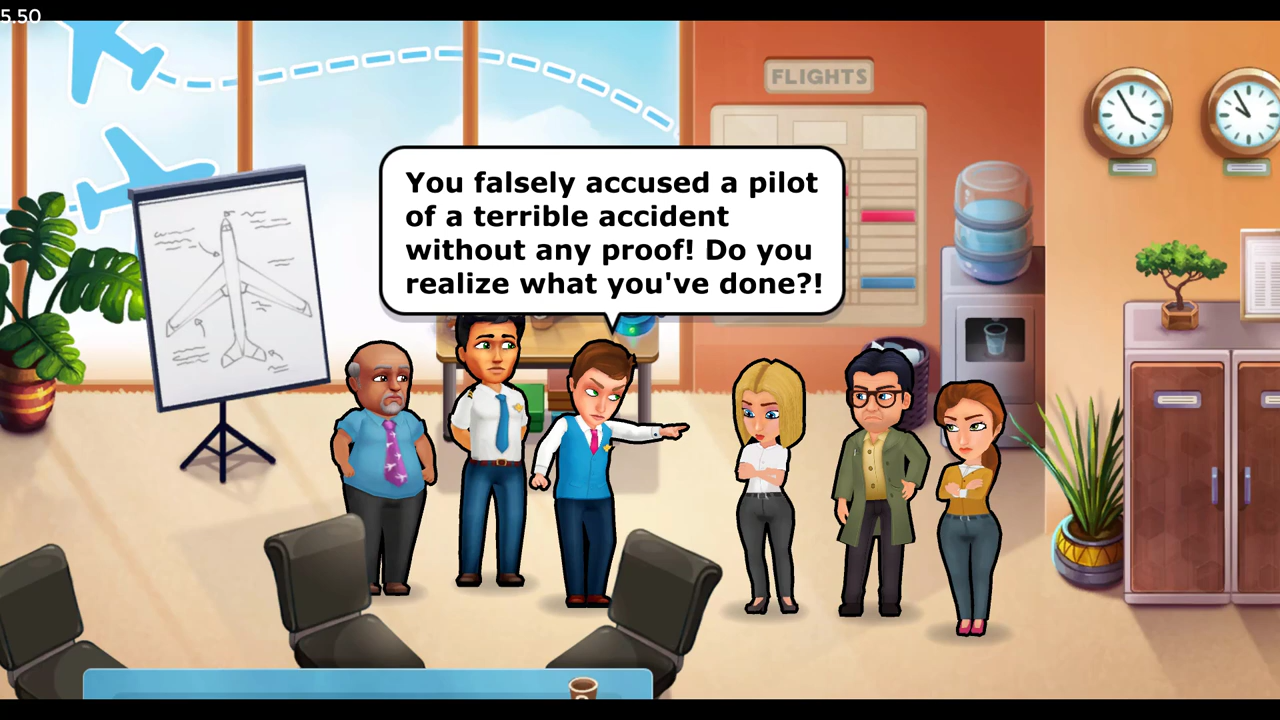 5.50
FLIGHTS
You falsely accused a pilot
of a terrible accident
without any proof! Do you
realize what you've done?!